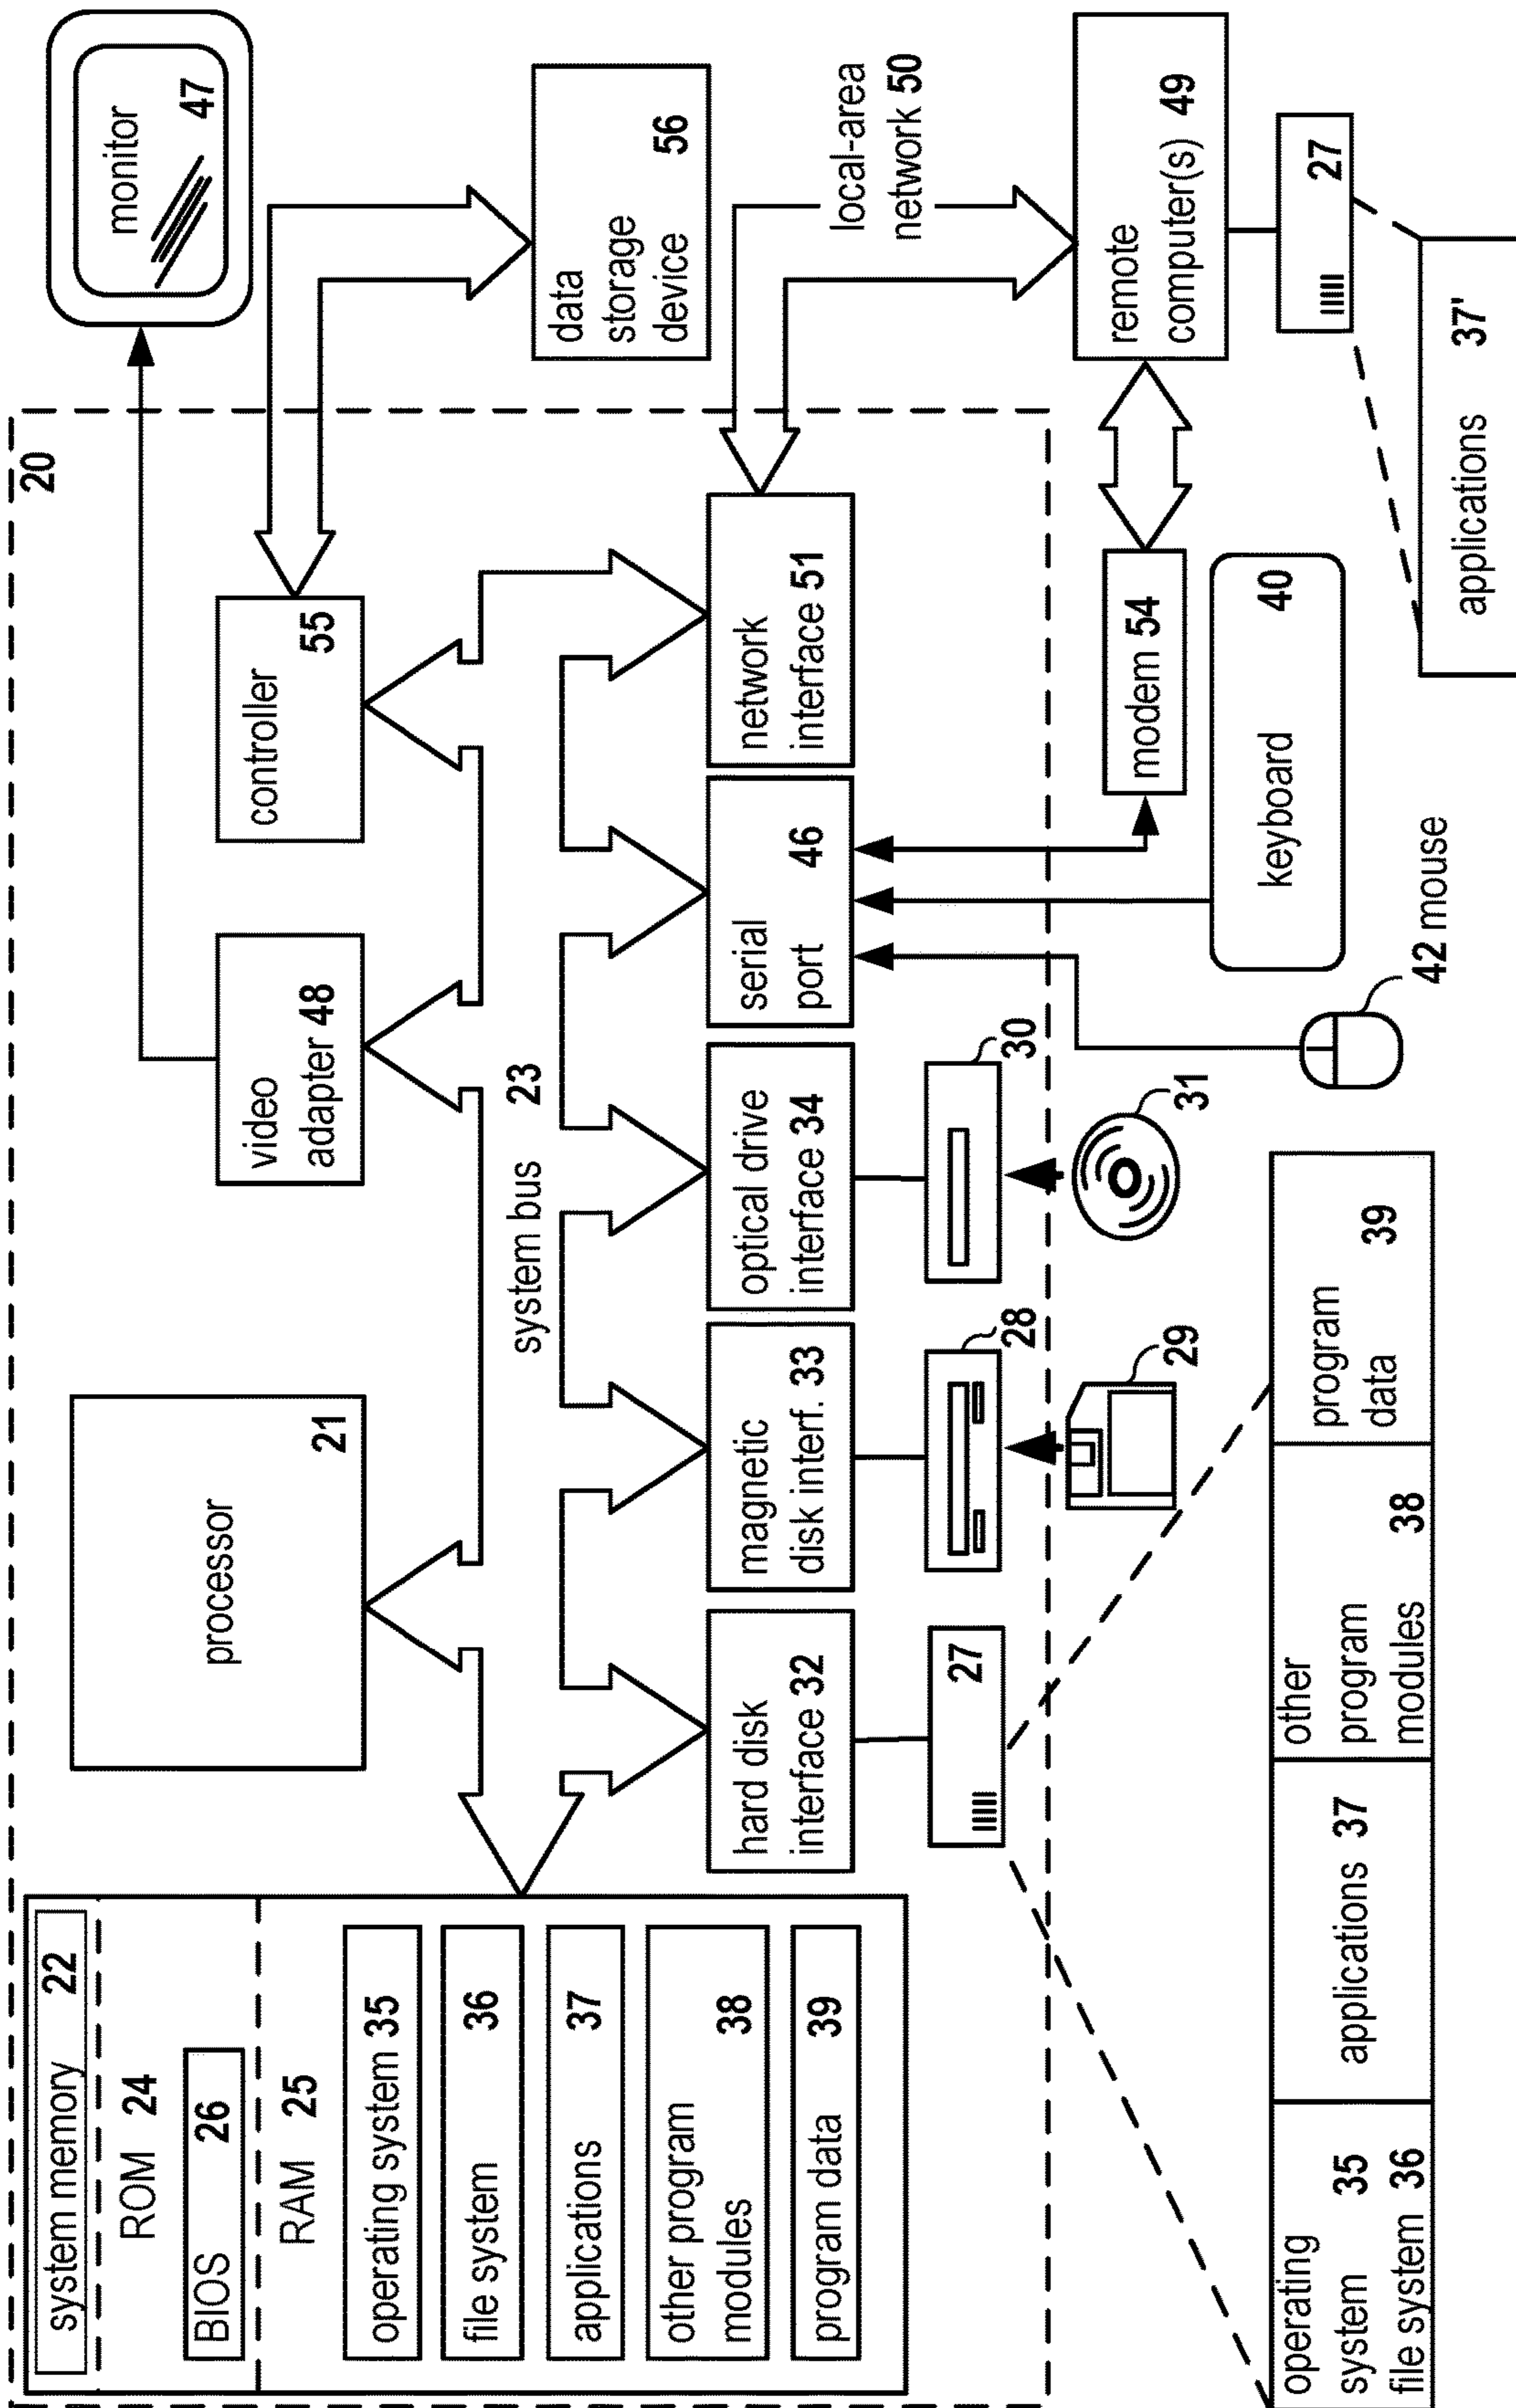 20
system memory 22
ROM 24
BIOS 26
RAM 25
operating system 35
file system 36
applications 37
other program
modules 38
program data 39
processor
21
video
adapter 48
controller
55
monitor
47
system bus 23
data
storage
device 56
hard disk
interface 32
magnetic
disk interf. 33
optical drive
interface 34
serial
port 46
network
interface 51
local-area
network 50
27
28
30
29
31
modem 54
remote
computer(s) 49
27
keyboard 40
42 mouse
operating
system 35
file system 36
applications 37
other
program
modules 38
program
data 39
applications 37'